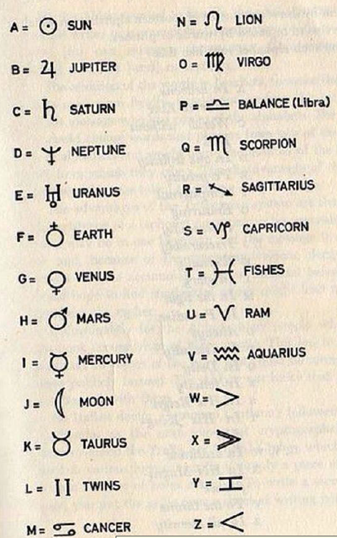 A = ☉ SUN
B = ♃ JUPITER
C = ♄ SATURN
D = ♆ NEPTUNE
E = ♅ URANUS
F = ♁ EARTH
G = ♀ VENUS
H = ♂ MARS
I = ☿ MERCURY
J = ☾ MOON
K = ♉ TAURUS
L = ♊ TWINS
M = ♋ CANCER
N = ♌ LION
O = ♍ VIRGO
P = ♎ BALANCE (Libra)
Q = ♏ SCORPION
R = ♐ SAGITTARIUS
S = ♑ CAPRICORN
T = ♓ FISHES
U = ♈ RAM
V = ♒ AQUARIUS
W = >
X = ⪢
Y = 工
Z = <